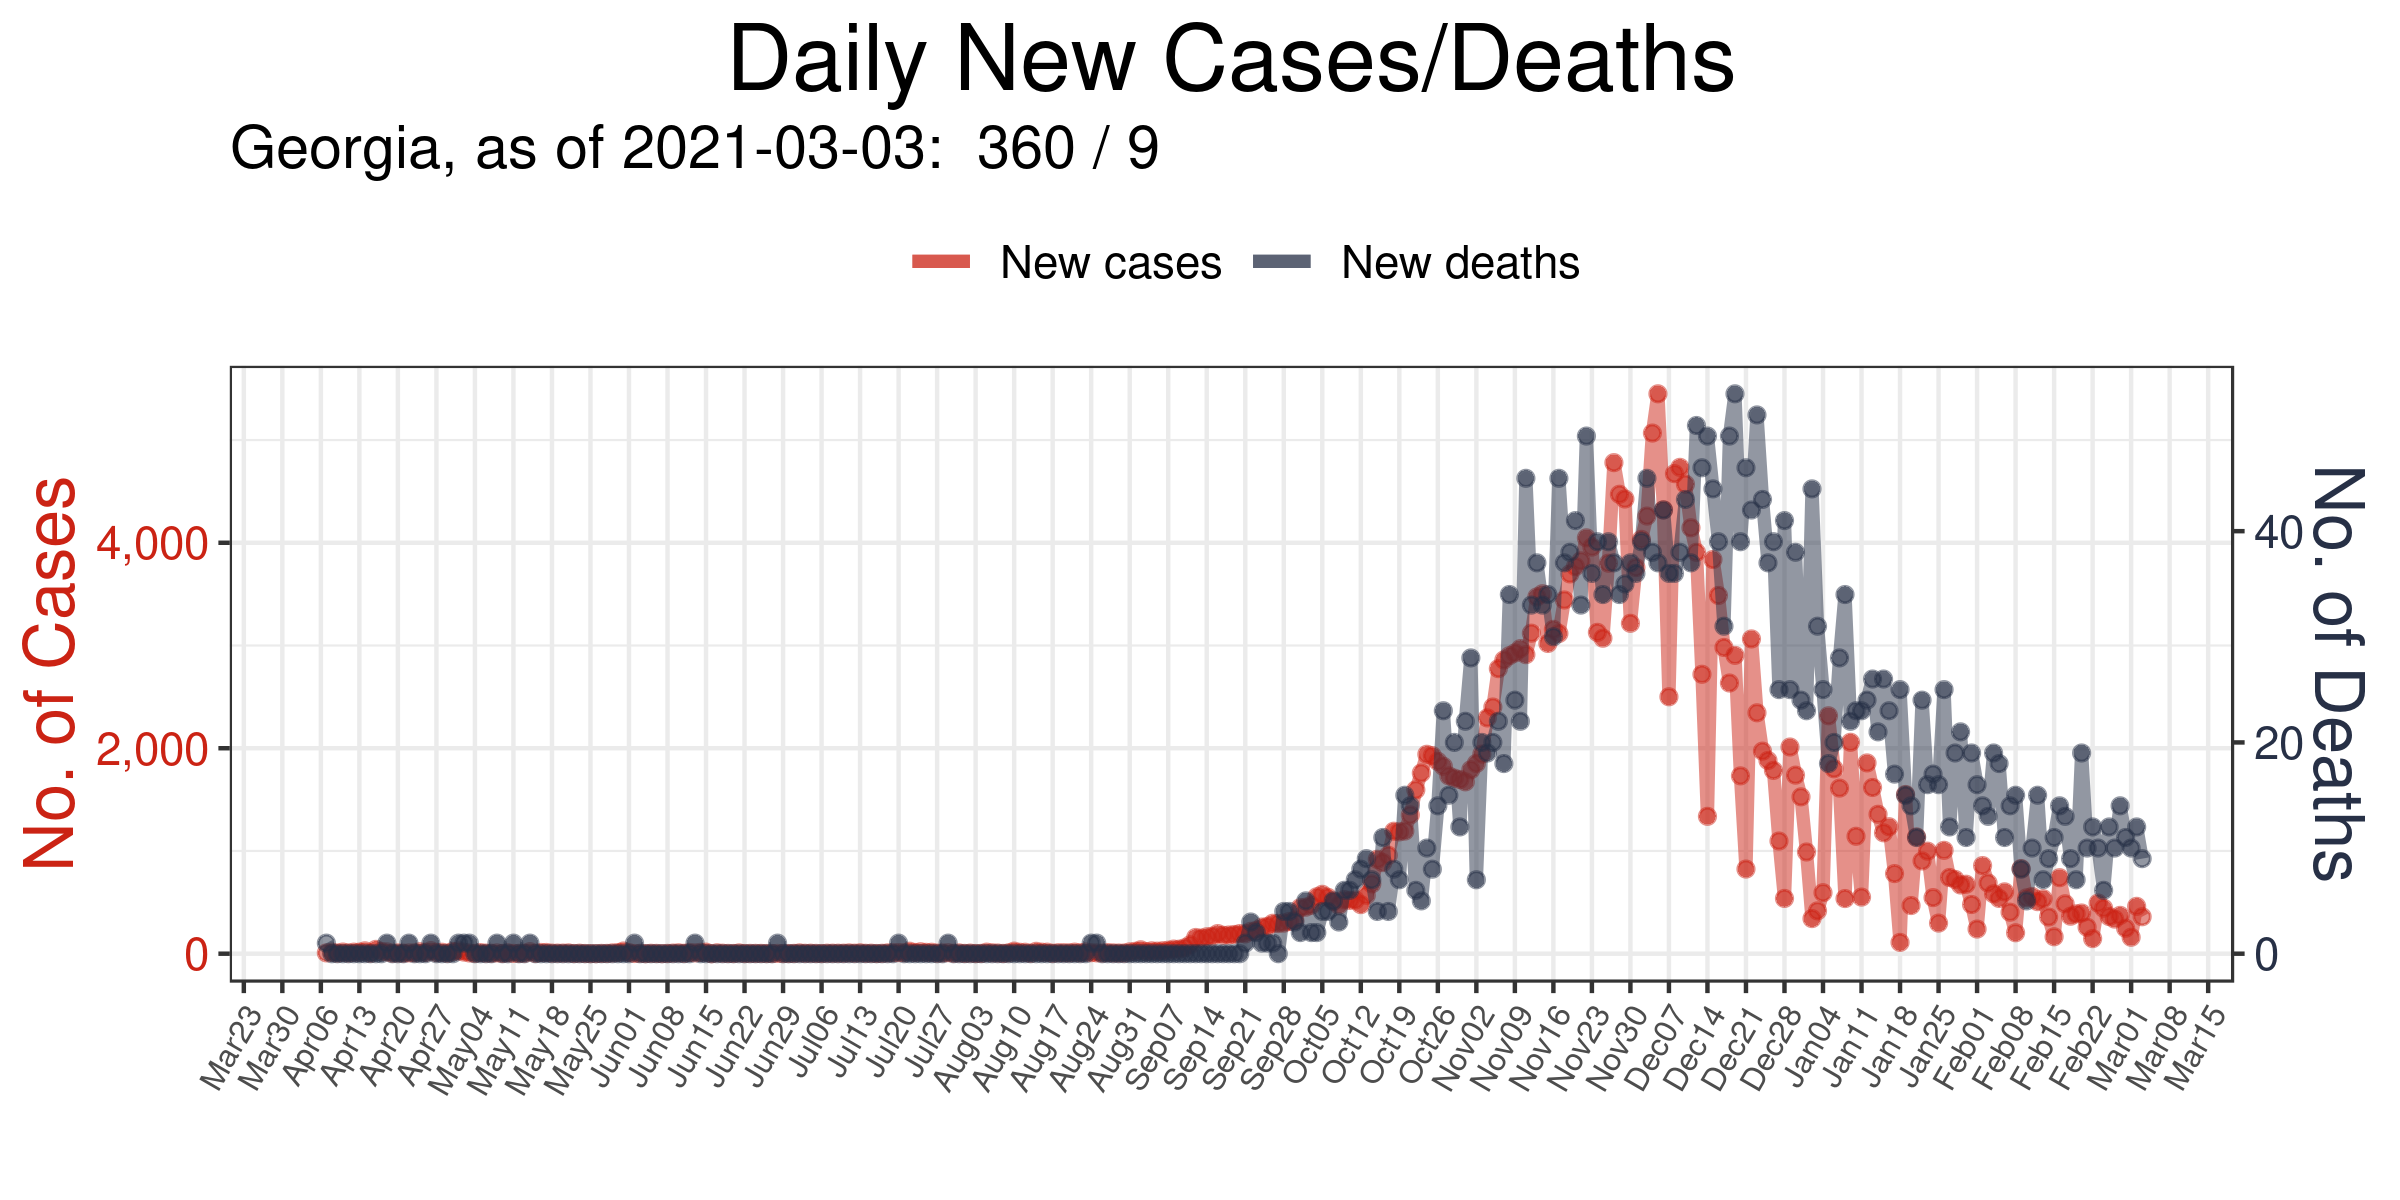 Daily New Cases/Deaths
Georgia, as of 2021-03-03:  360 / 9
New cases
New deaths
No. of Cases
4,000
2,000
0
40
20
0
No. of Deaths
Mar23
Mar30
Apr06
Apr13
Apr20
Apr27
May04
May11
May18
May25
Jun01
Jun08
Jun15
Jun22
Jun29
Jul06
Jul13
Jul20
Jul27
Aug03
Aug10
Aug17
Aug24
Aug31
Sep07
Sep14
Sep21
Sep28
Oct05
Oct12
Oct19
Oct26
Nov02
Nov09
Nov16
Nov23
Nov30
Dec07
Dec14
Dec21
Dec28
Jan04
Jan11
Jan18
Jan25
Feb01
Feb08
Feb15
Feb22
Mar01
Mar08
Mar15